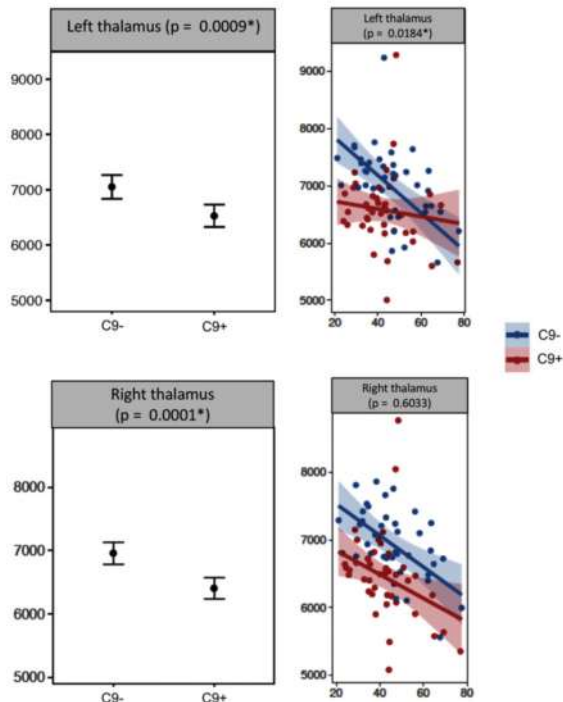 Left thalamus (p = 0.0009*)
9000
8000
7000
6000
5000
C9-
C9+
Left thalamus
(p = 0.0184*)
9000
8000
7000
6000
5000
20
40
60
80
C9-
C9+
Right thalamus
(p = 0.0001*)
8000
7000
6000
5000
C9-
C9+
Right thalamus
(p = 0.6033)
8000
7000
6000
5000
20
40
60
80